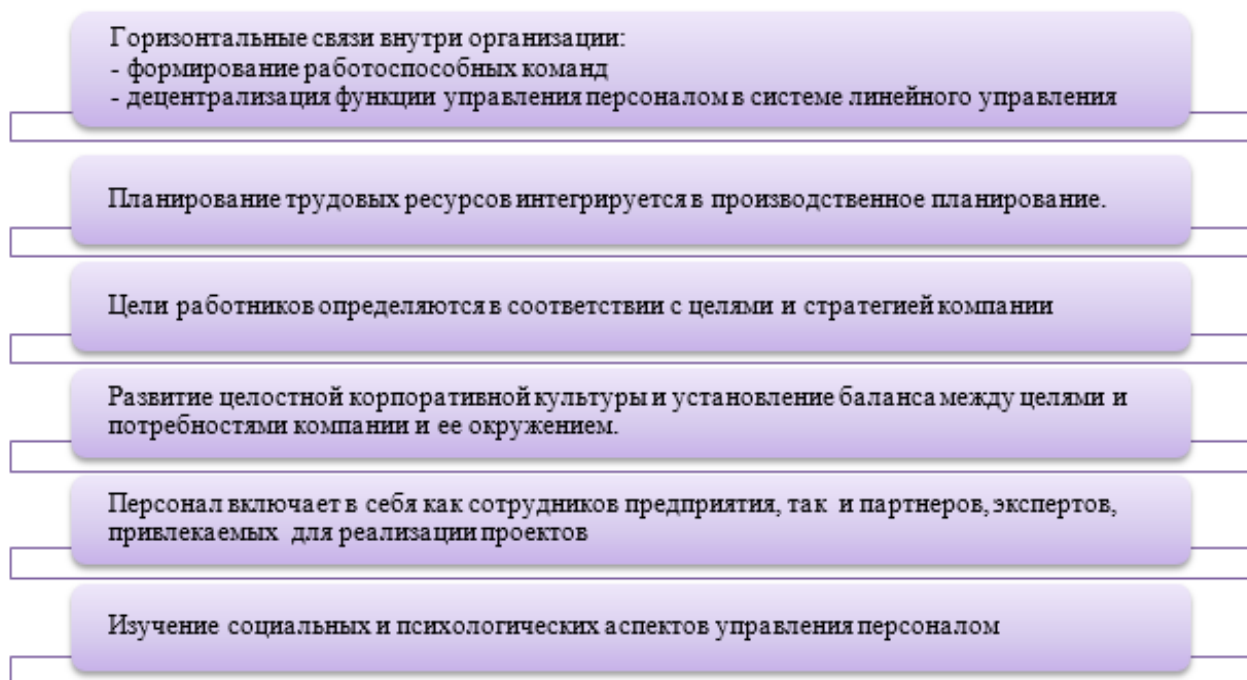 Горизонтальные связи внутри организации:
- формирование работоспособных команд
- децентрализация функции управления персоналом в системе линейного управления
Планирование трудовых ресурсов интегрируется в производственное планирование.
Цели работников определяются в соответствии с целями и стратегией компании
Развитие целостной корпоративной культуры и установление баланса между целями и
потребностями компании и ее окружением.
Персонал включает в себя как сотрудников предприятия, так и партнеров, экспертов,
привлекаемых для реализации проектов
Изучение социальных и психологических аспектов управления персоналом